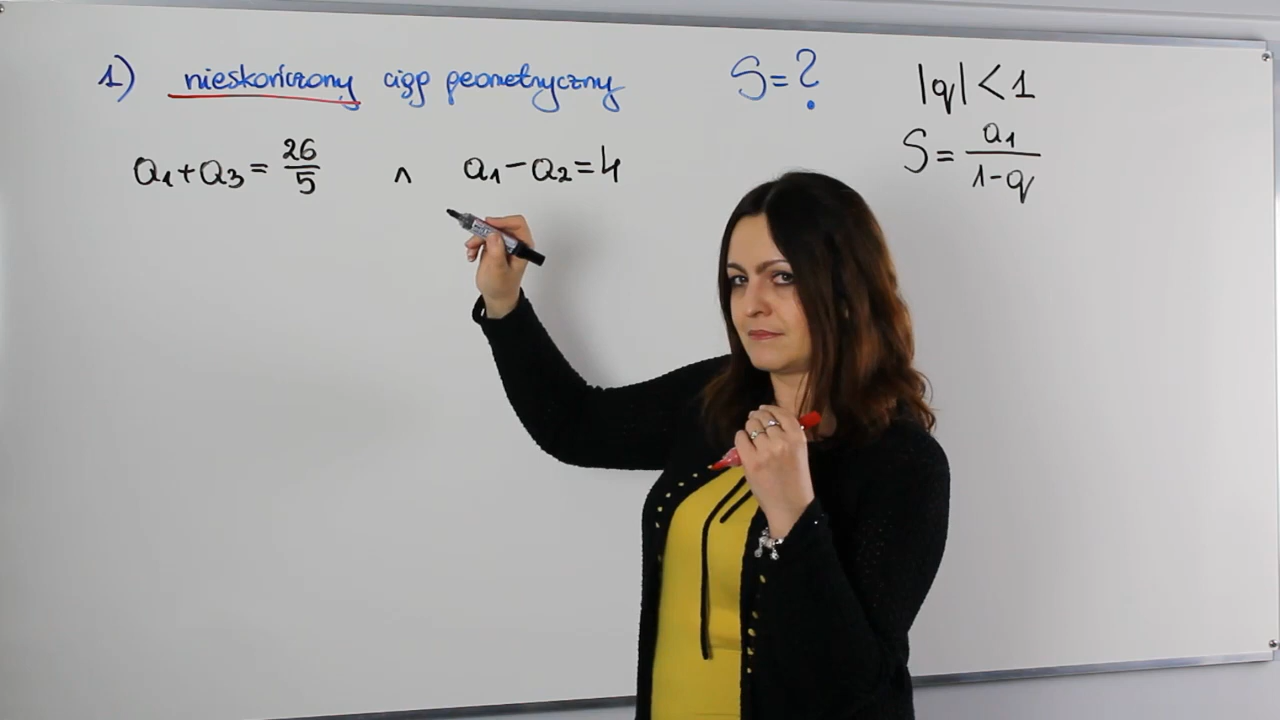 1) nieskończony ciąg geometryczny S=?
a₁+a₃=26/5 ∧ a₁-a₂=4
|q|<1
S=a₁/1-q